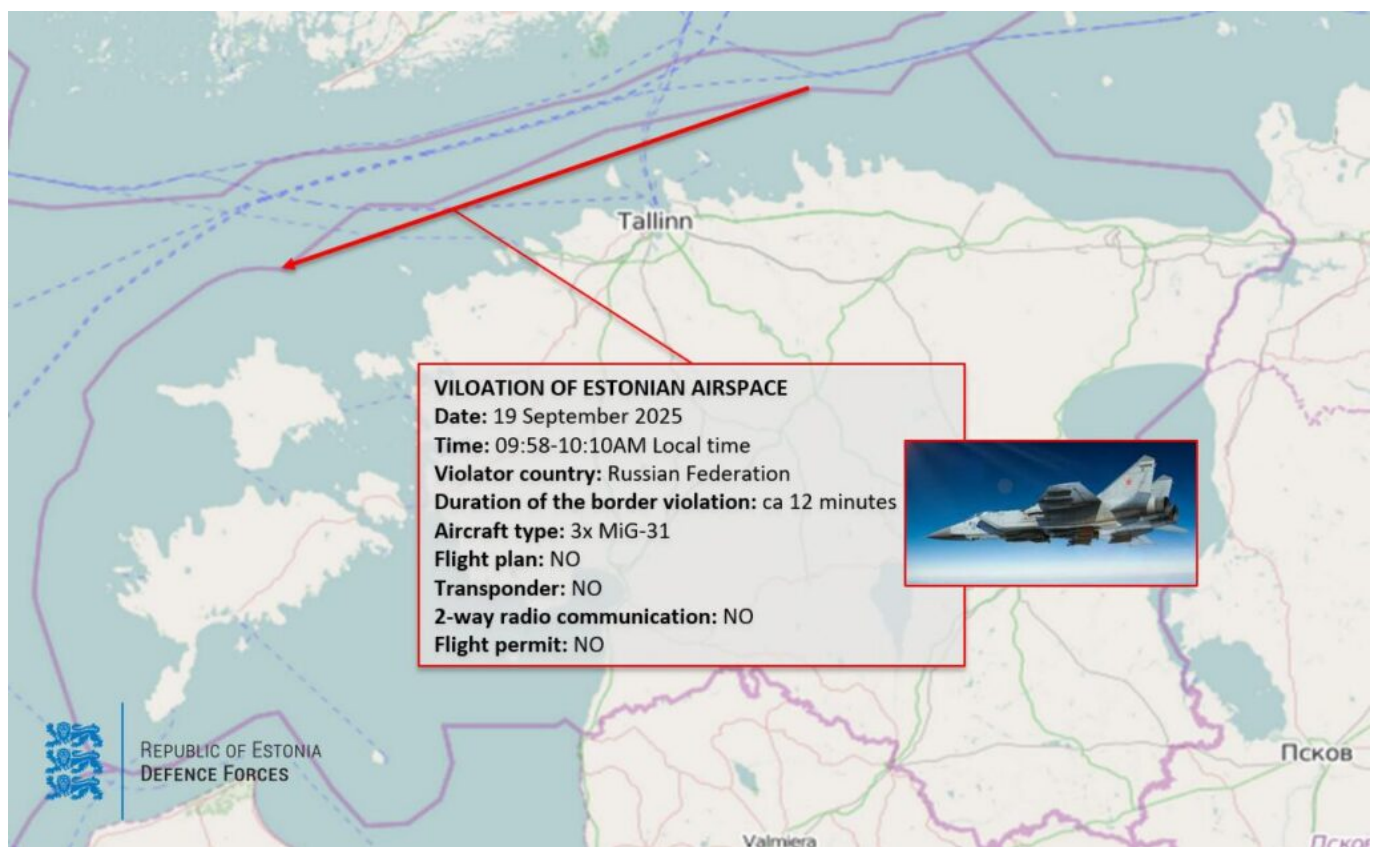 Tallinn
VILOATION OF ESTONIAN AIRSPACE
Date: 19 September 2025
Time: 09:58-10:10AM Local time
Violator country: Russian Federation
Duration of the border violation: ca 12 minutes
Aircraft type: 3x MiG-31
Flight plan: NO
Transponder: NO
2-way radio communication: NO
Flight permit: NO
REPUBLIC OF ESTONIA
DEFENCE FORCES
Псков
Valmiera